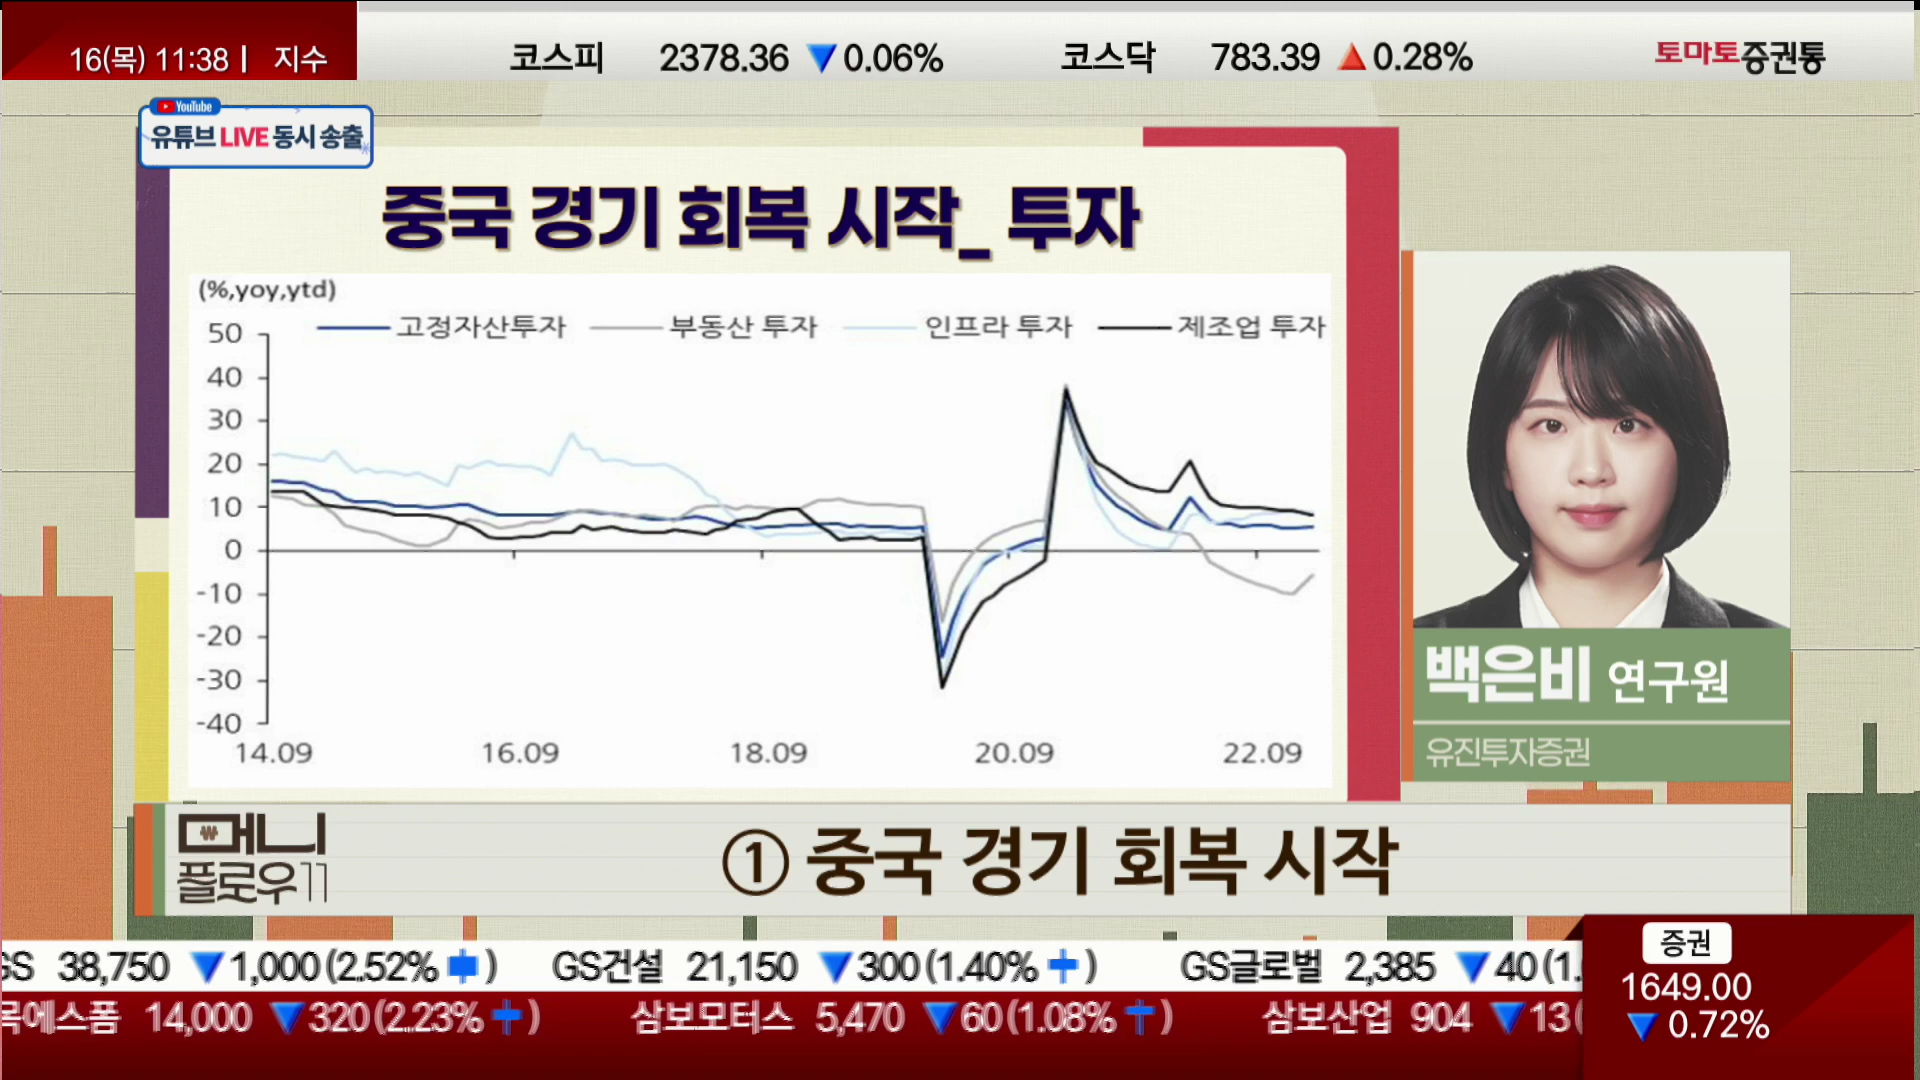 16(목) 11:38 | 지수 코스피 2378.36 ▼0.06% 코스닥 783.39 ▲0.28% 토마토증권통
YouTube
유튜브 LIVE 동시 송출
중국 경기 회복 시작_ 투자
(%,yoy,ytd)
고정자산투자 부동산 투자 인프라 투자 제조업 투자
50
40
30
20
10
0
-10
-20
-30
-40
14.09 16.09 18.09 20.09 22.09
백은비 연구원
유진투자증권
머니
플로우
① 중국 경기 회복 시작
GS 38,750 ▼1,000(2.52% ) GS건설 21,150 ▼300(1.40% ) GS글로벌 2,385 ▼40(1.
에스폼 14,000 ▼320(2.23% ) 삼보모터스 5,470 ▼60(1.08% ) 삼보산업 904 ▼13(
증권
1649.00
▼ 0.72%